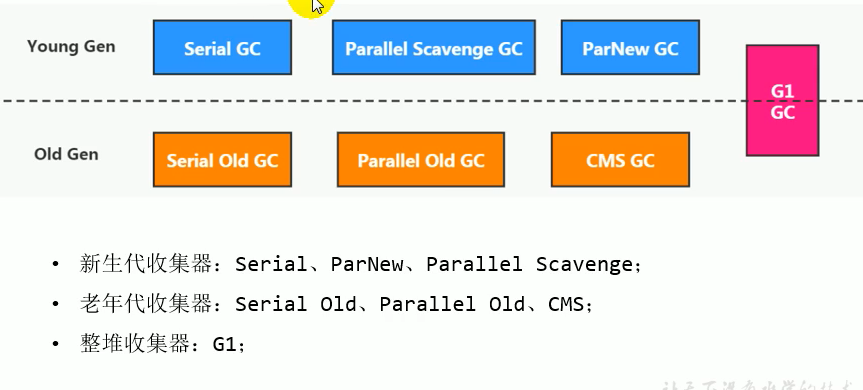 Young Gen
Serial GC
Parallel Scavenge GC
ParNew GC
G1
GC
Old Gen
Serial Old GC
Parallel Old GC
CMS GC
• 新生代收集器：Serial、ParNew、Parallel Scavenge；
• 老年代收集器：Serial Old、Parallel Old、CMS；
• 整堆收集器：G1；